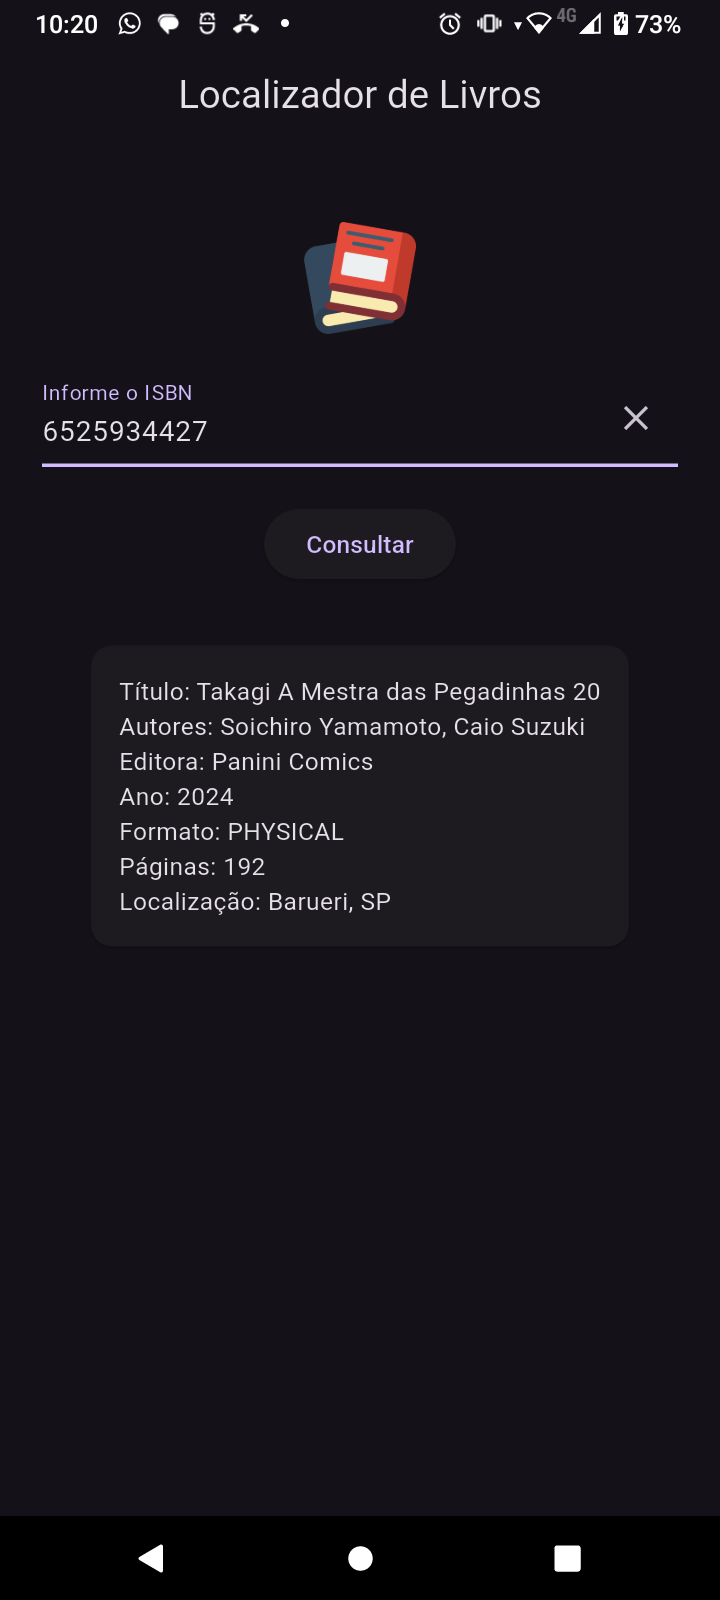 10:20
4G
73%
Localizador de Livros
Informe o ISBN
6525934427
Consultar
Título: Takagi A Mestra das Pegadinhas 20
Autores: Soichiro Yamamoto, Caio Suzuki
Editora: Panini Comics
Ano: 2024
Formato: PHYSICAL
Páginas: 192
Localização: Barueri, SP